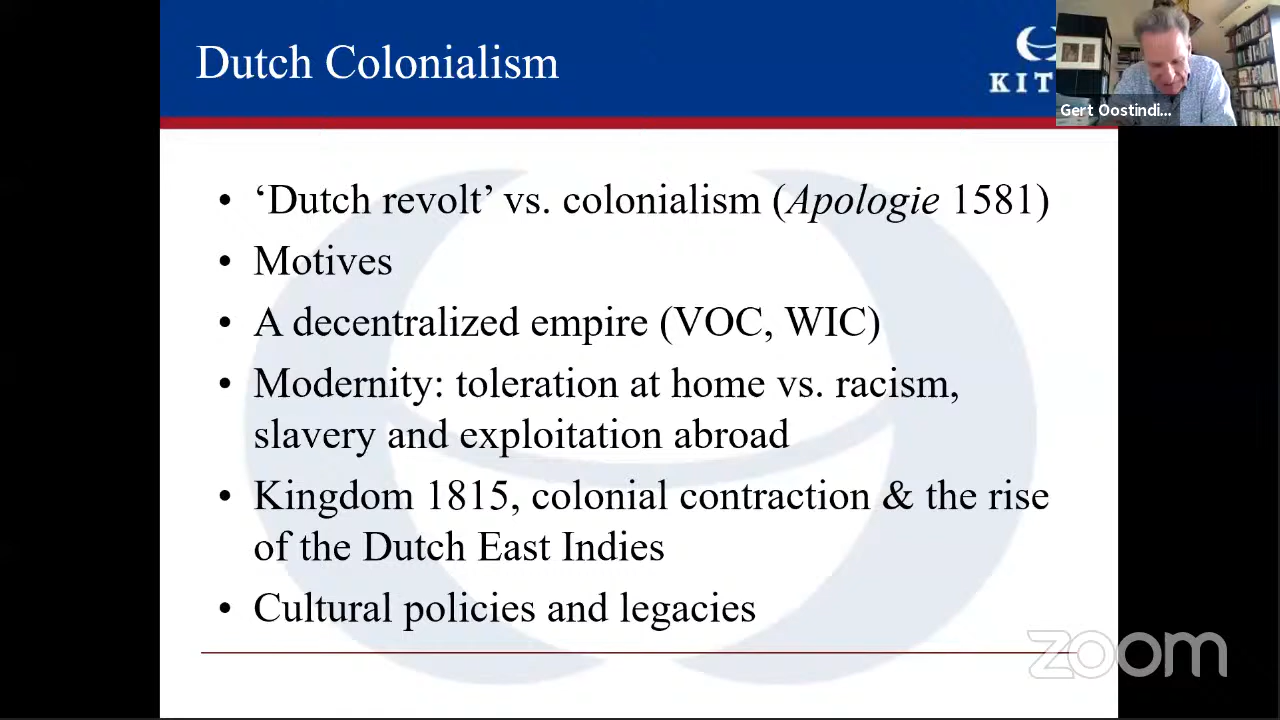 Dutch Colonialism
KIT
Gert Oostindi...
• ‘Dutch revolt’ vs. colonialism (Apologie 1581)
• Motives
• A decentralized empire (VOC, WIC)
• Modernity: toleration at home vs. racism,
slavery and exploitation abroad
• Kingdom 1815, colonial contraction & the rise
of the Dutch East Indies
• Cultural policies and legacies
zoom